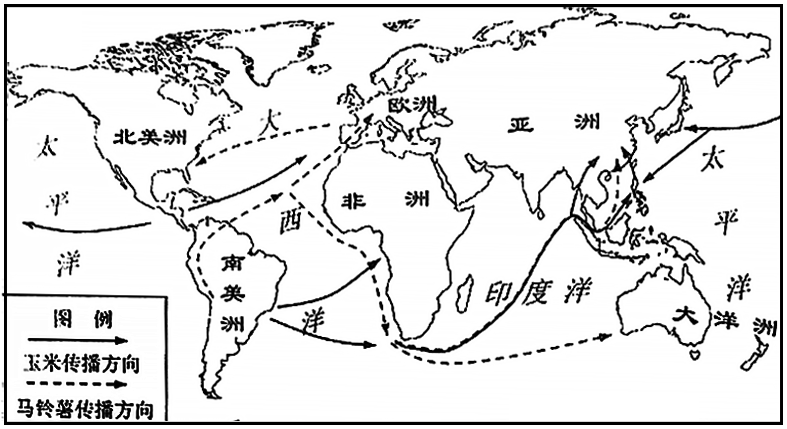 北美洲
大
西
洋
欧洲
亚洲
非洲
太
平
洋
太
平
洋
南
美
洲
印度洋
大洋洲
图例
玉米传播方向
马铃薯传播方向